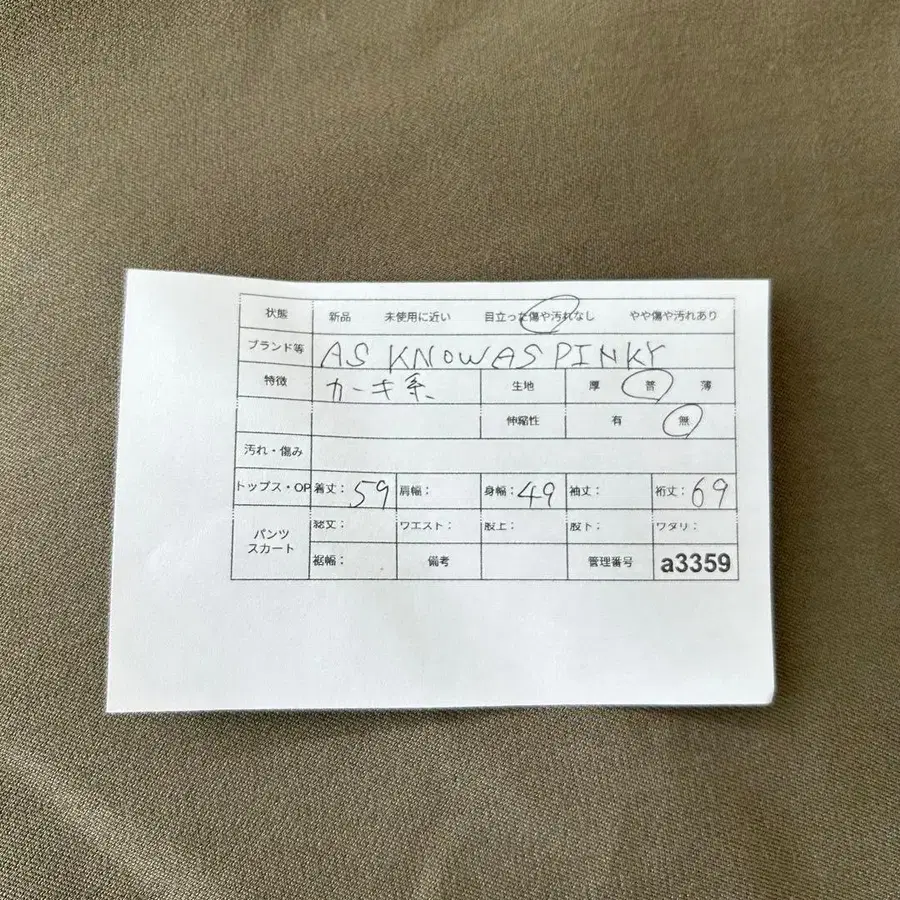 状態 新品 未使用に近い 目立った傷や汚れなし やや傷や汚れあり
ブランド等 AS KNOW AS PINKY
特徴 カーキ系 生地 厚 普 薄
伸縮性 有 無
汚れ・傷み
トップス・OP 着丈: 59 肩幅: 身幅: 49 袖丈: 裄丈: 69
パンツ スカート 総丈: ウエスト: 股上: 股下: ワタリ:
裾幅: 備考 管理番号 a3359